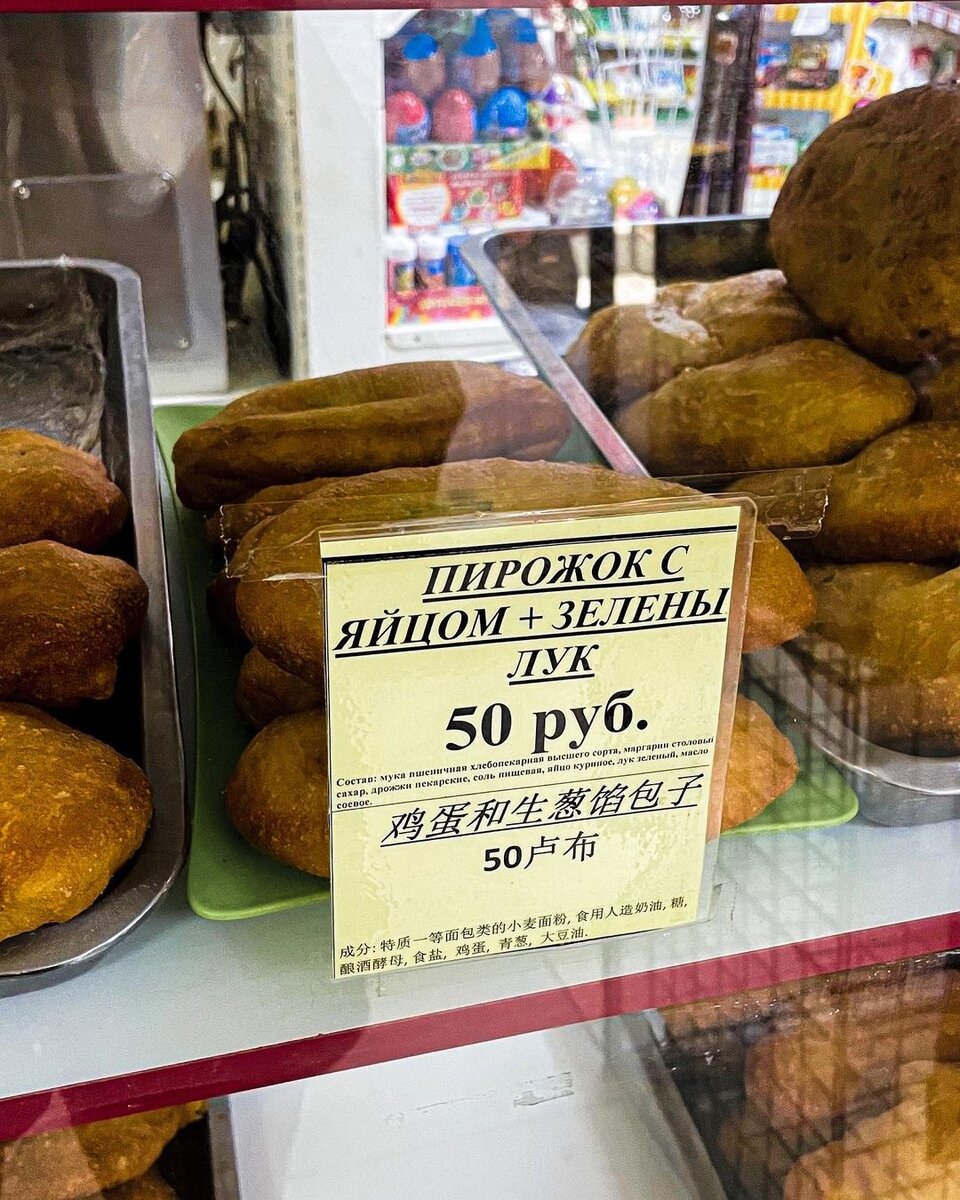 ПИРОЖОК С
ЯЙЦОМ + ЗЕЛЕНЫ
ЛУК
50 руб.
Состав: мука пшеничная хлебопекарная высшего сорта, маргарин столовый
сахар, дрожжи пекарские, соль пищевая, яйцо куриное, лук зеленый, масло
соевое.
鸡蛋和生葱馅包子
50卢布
成分: 特质一等面包类的小麦面粉, 食用人造奶油, 糖,
酿酒酵母, 食盐, 鸡蛋, 青葱, 大豆油.